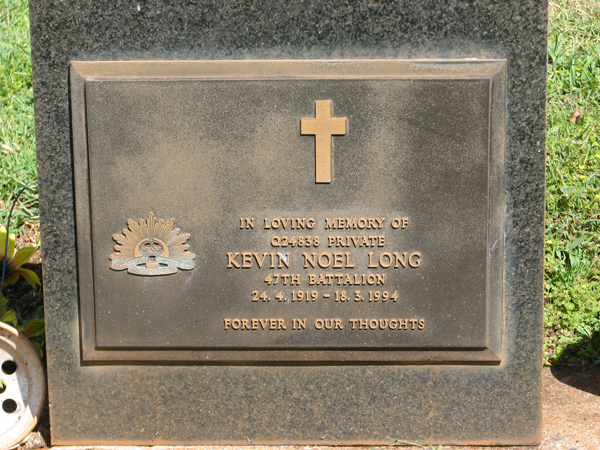 IN LOVING MEMORY OF
Q24838 PRIVATE
KEVIN NOEL LONG
47TH BATTALION
24. 4. 1919 - 18. 3. 1994
FOREVER IN OUR THOUGHTS